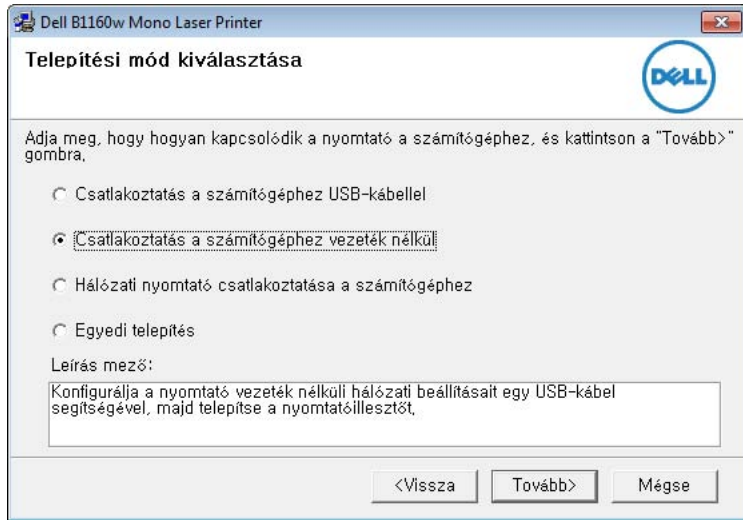 Dell B1160w Mono Laser Printer
Telepítési mód kiválasztása
DELL
Adja meg, hogy hogyan kapcsolódik a nyomtató a számítógéphez, és kattintson a "Tovább>"
gombra.
Csatlakoztatás a számítógéphez USB-kábellel
Csatlakoztatás a számítógéphez vezeték nélkül
Hálózati nyomtató csatlakoztatása a számítógéphez
Egyedi telepítés
Leírás mező:
Konfigurálja a nyomtató vezeték nélküli hálózati beállításait egy USB-kábel
segítségével, majd telepítse a nyomtatóillesztőt.
<Vissza
Tovább>
Mégse